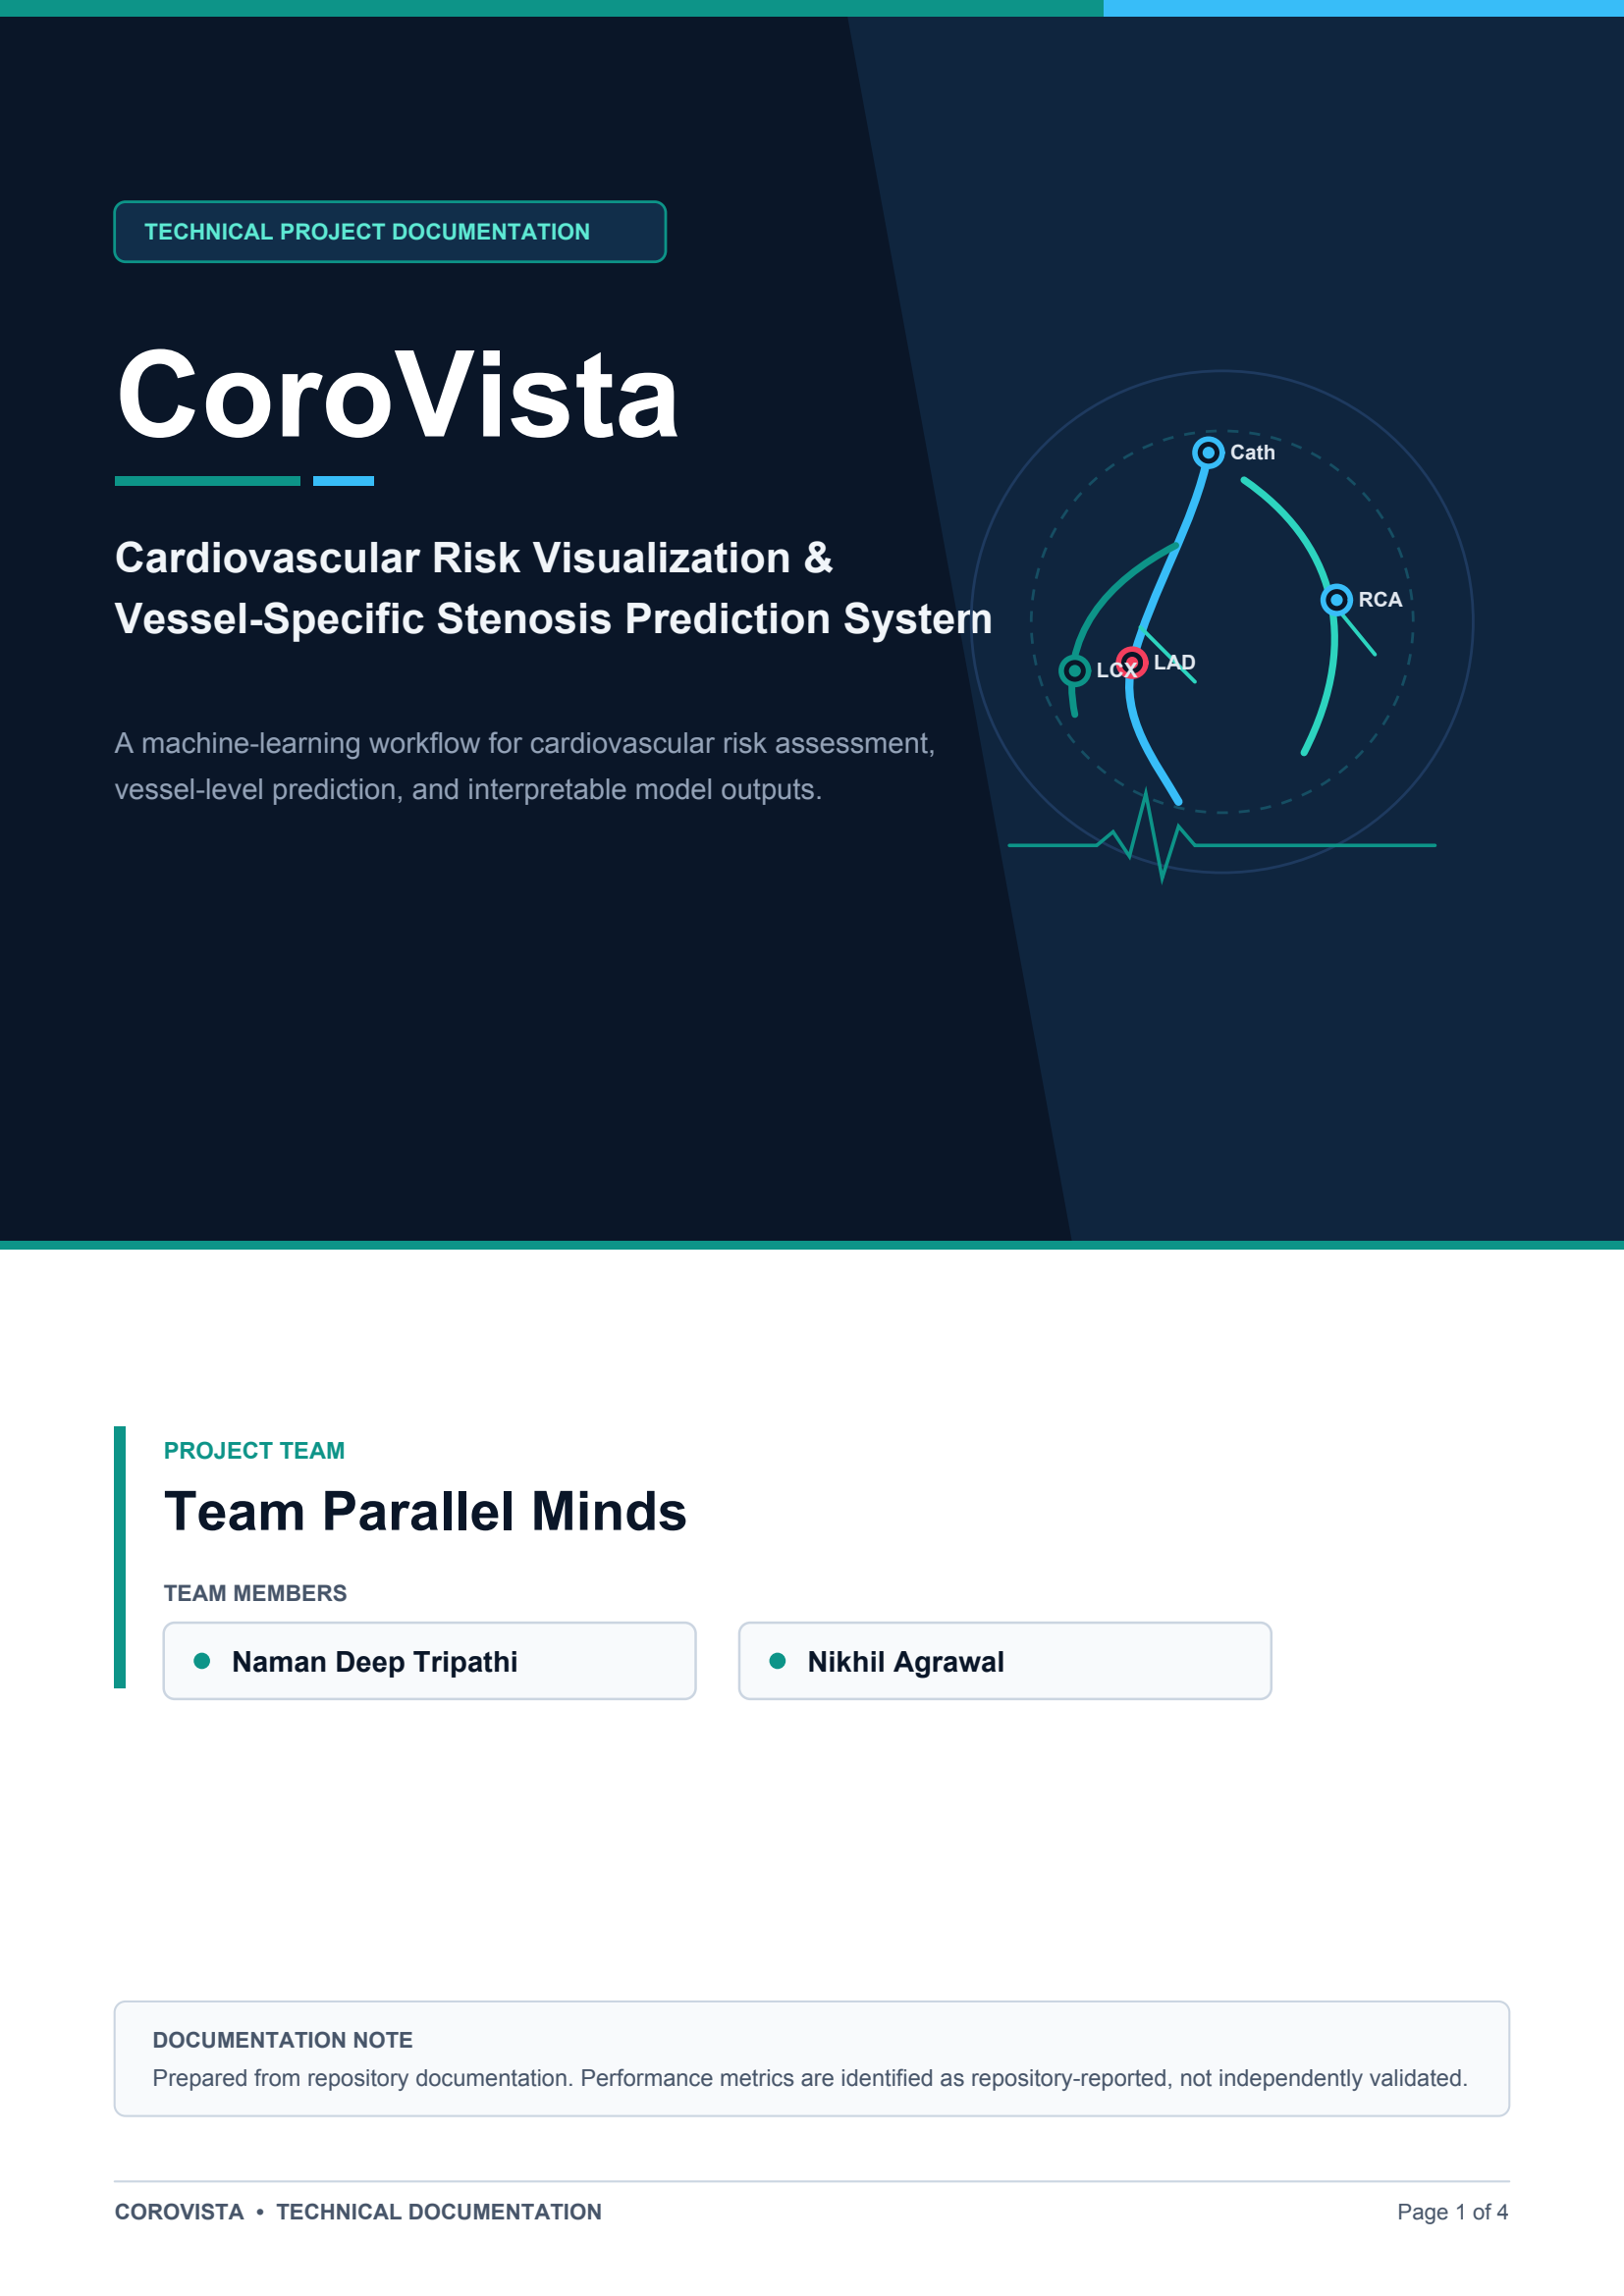 TECHNICAL PROJECT DOCUMENTATION
CoroVista
Cardiovascular Risk Visualization &
Vessel-Specific Stenosis Prediction System
A machine-learning workflow for cardiovascular risk assessment,
vessel-level prediction, and interpretable model outputs.
Cath
RCA
LCX
LAD
PROJECT TEAM
Team Parallel Minds
TEAM MEMBERS
Naman Deep Tripathi
Nikhil Agrawal
DOCUMENTATION NOTE
Prepared from repository documentation. Performance metrics are identified as repository-reported, not independently validated.
COROVISTA • TECHNICAL DOCUMENTATION
Page 1 of 4